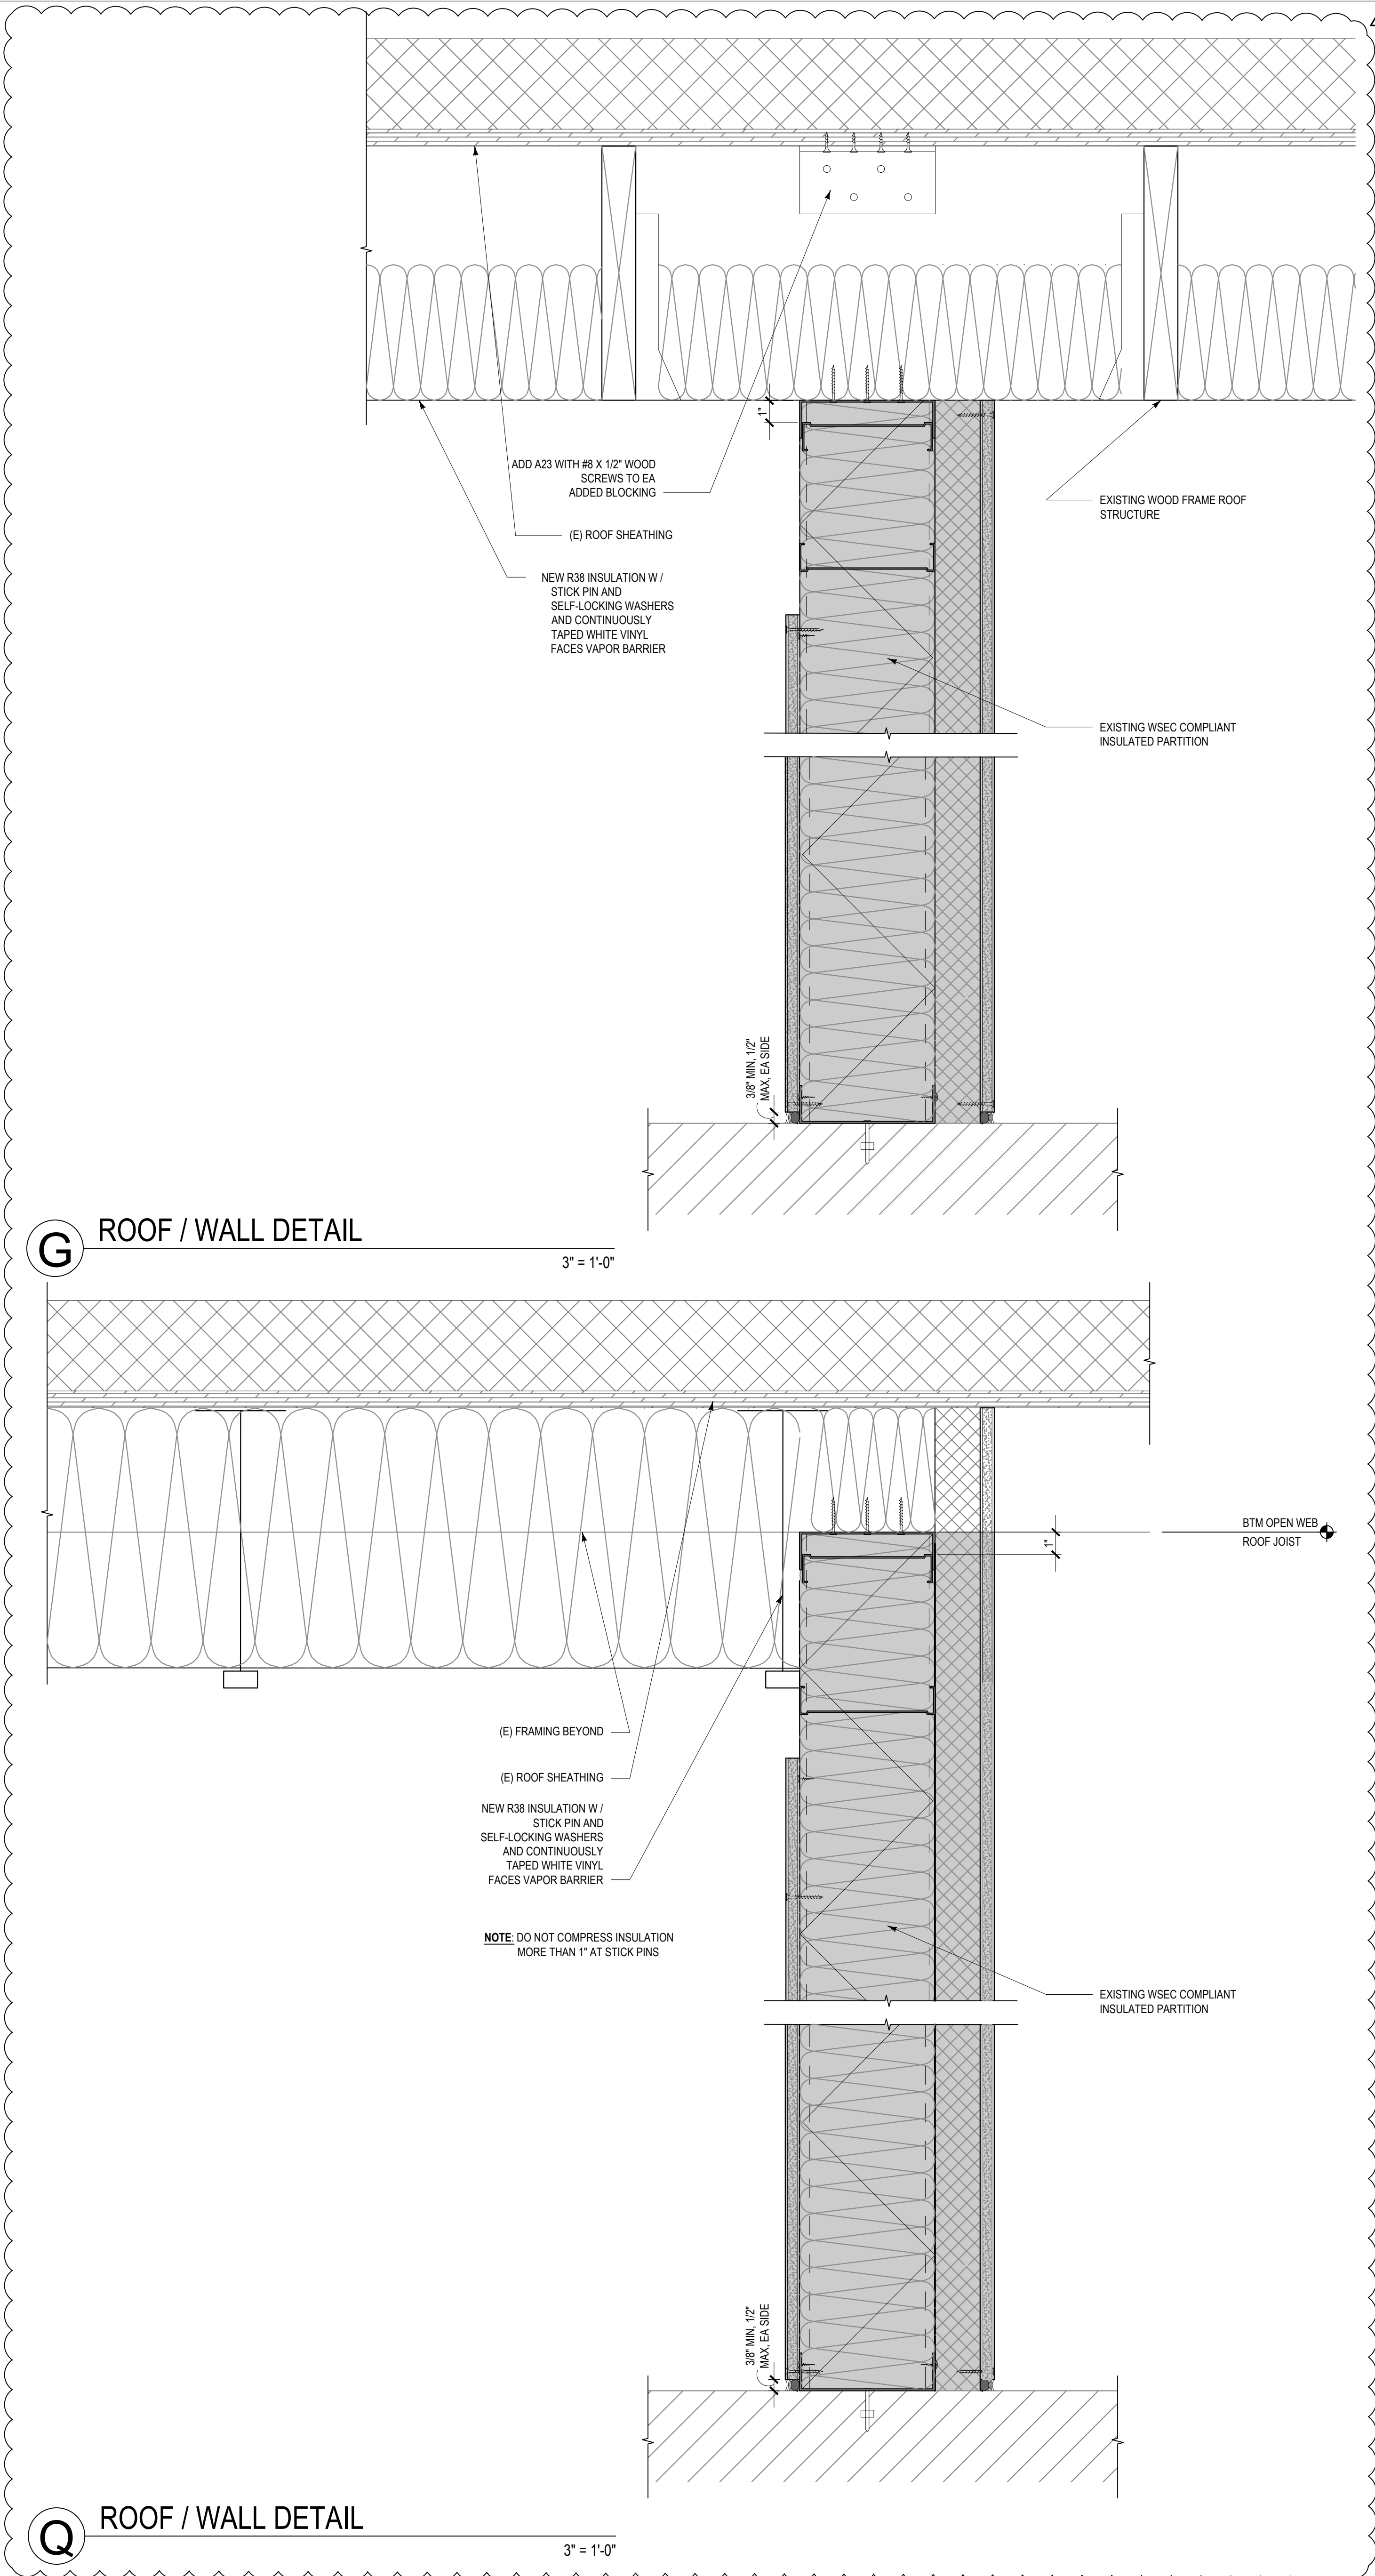 1"
ADD A23 WITH #8 X 1/2" WOOD
SCREWS TO EA
ADDED BLOCKING
(E) ROOF SHEATHING
NEW R38 INSULATION W /
STICK PIN AND
SELF-LOCKING WASHERS
AND CONTINUOUSLY
TAPED WHITE VINYL
FACES VAPOR BARRIER
EXISTING WOOD FRAME ROOF
STRUCTURE
EXISTING WSEC COMPLIANT
INSULATED PARTITION
3/8" MIN, 1/2"
MAX, EA SIDE
G
ROOF / WALL DETAIL
3" = 1'-0"
BTM OPEN WEB
ROOF JOIST
1"
(E) FRAMING BEYOND
(E) ROOF SHEATHING
NEW R38 INSULATION W /
STICK PIN AND
SELF-LOCKING WASHERS
AND CONTINUOUSLY
TAPED WHITE VINYL
FACES VAPOR BARRIER
NOTE: DO NOT COMPRESS INSULATION
MORE THAN 1" AT STICK PINS
EXISTING WSEC COMPLIANT
INSULATED PARTITION
3/8" MIN, 1/2"
MAX, EA SIDE
Q
ROOF / WALL DETAIL
3" = 1'-0"